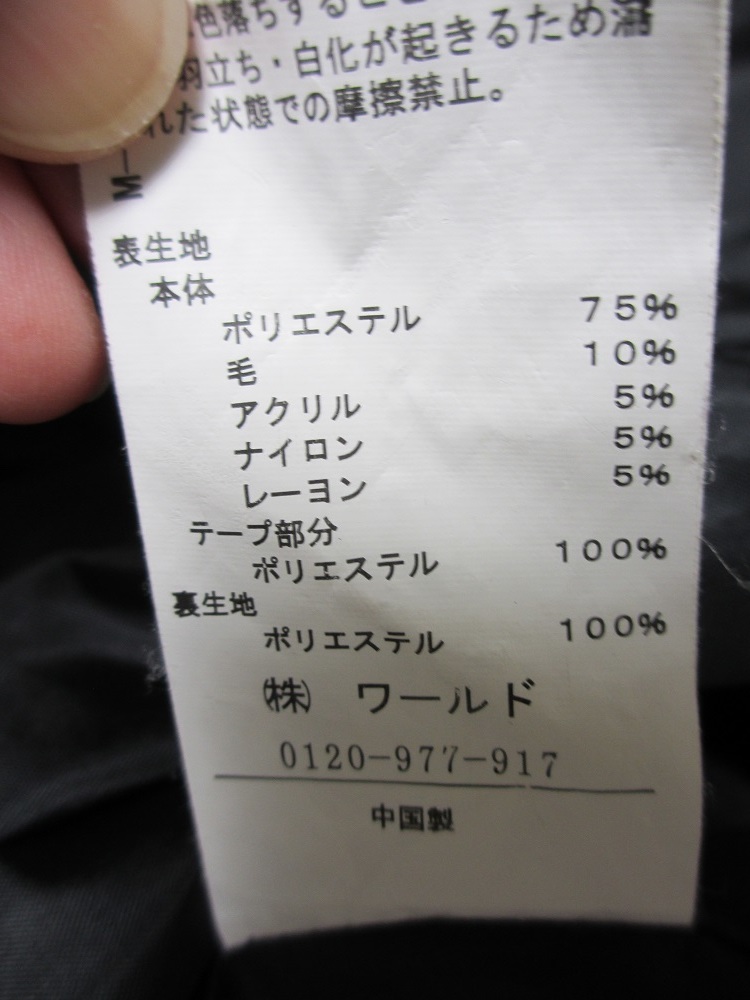 色落ちすること
羽立ち・白化が起きるため濡
れた状態での摩擦禁止。
M-
表生地
本体
ポリエステル 75%
毛 10%
アクリル 5%
ナイロン 5%
レーヨン 5%
テープ部分
ポリエステル 100%
裏生地
ポリエステル 100%
㈱ ワールド
0120-977-917
中国製